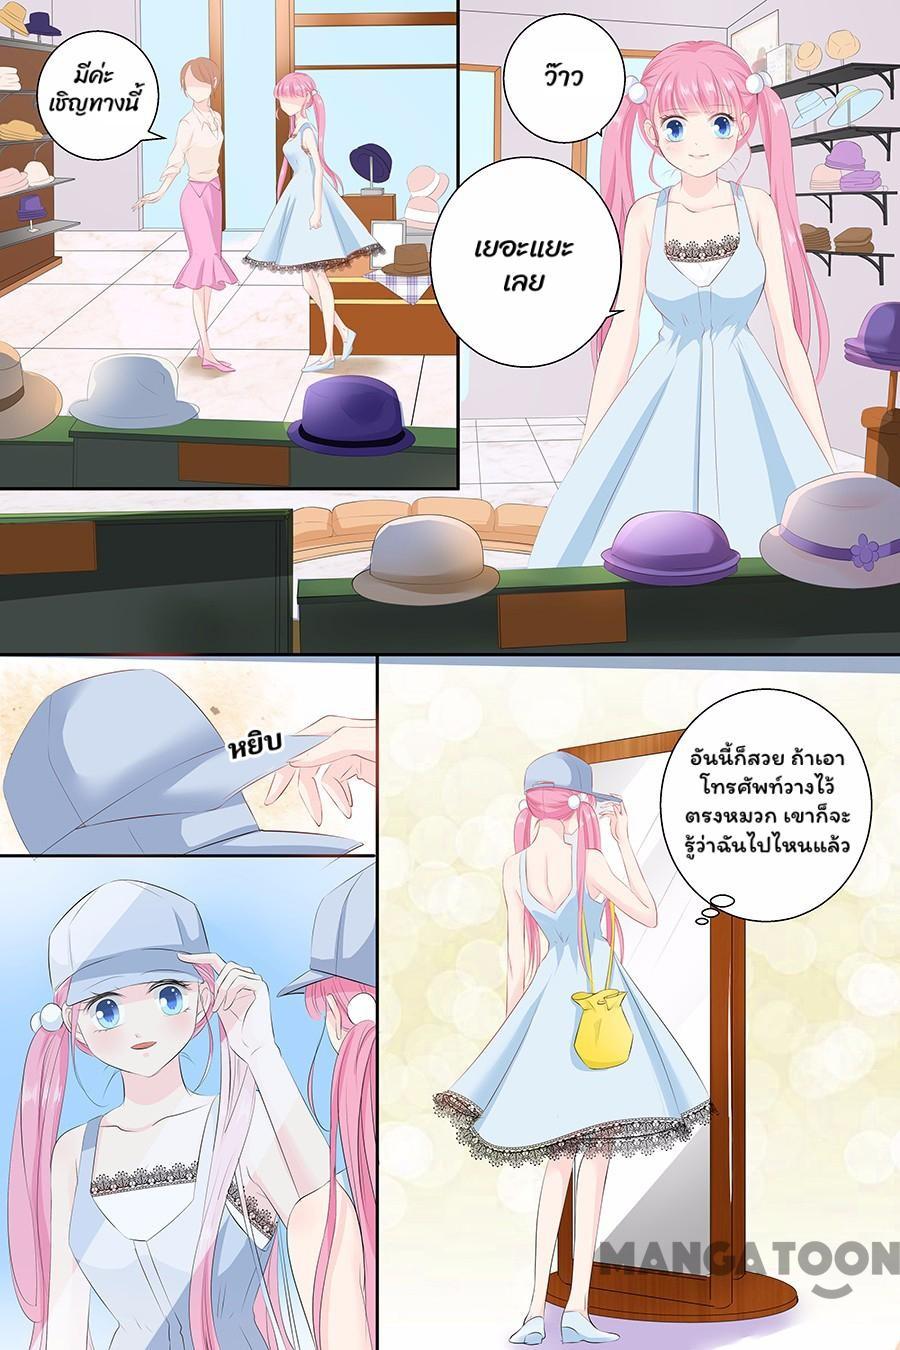 มีค่ะ
เชิญทางนี้
ว๊าว
เยอะแยะ
เลย
หยิบ
อันนี้ก็สวย ถ้าเอา
โทรศัพท์วางไว้
ตรงหมวก เขาก็จะ
รู้ว่าฉันไปไหนแล้ว
MANGATOON